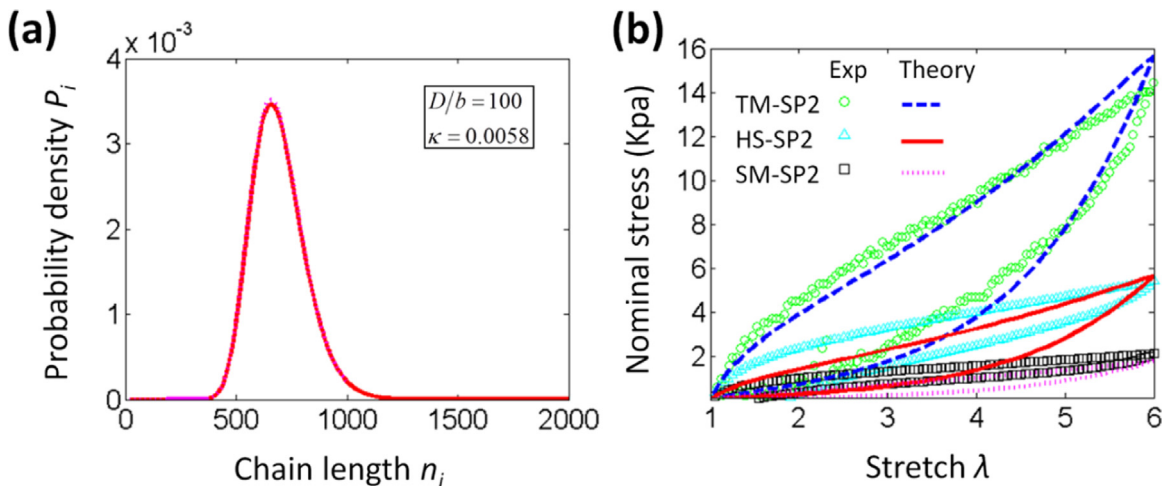 (a)
× 10⁻³
4
3
2
1
0
0 500 1000 1500 2000
Probability density Pᵢ
Chain length nᵢ
D/b = 100
κ = 0.0058
(b)
16
14
12
10
8
6
4
2
1 2 3 4 5 6
Nominal stress (Kpa)
Stretch λ
Exp Theory
TM-SP2
HS-SP2
SM-SP2